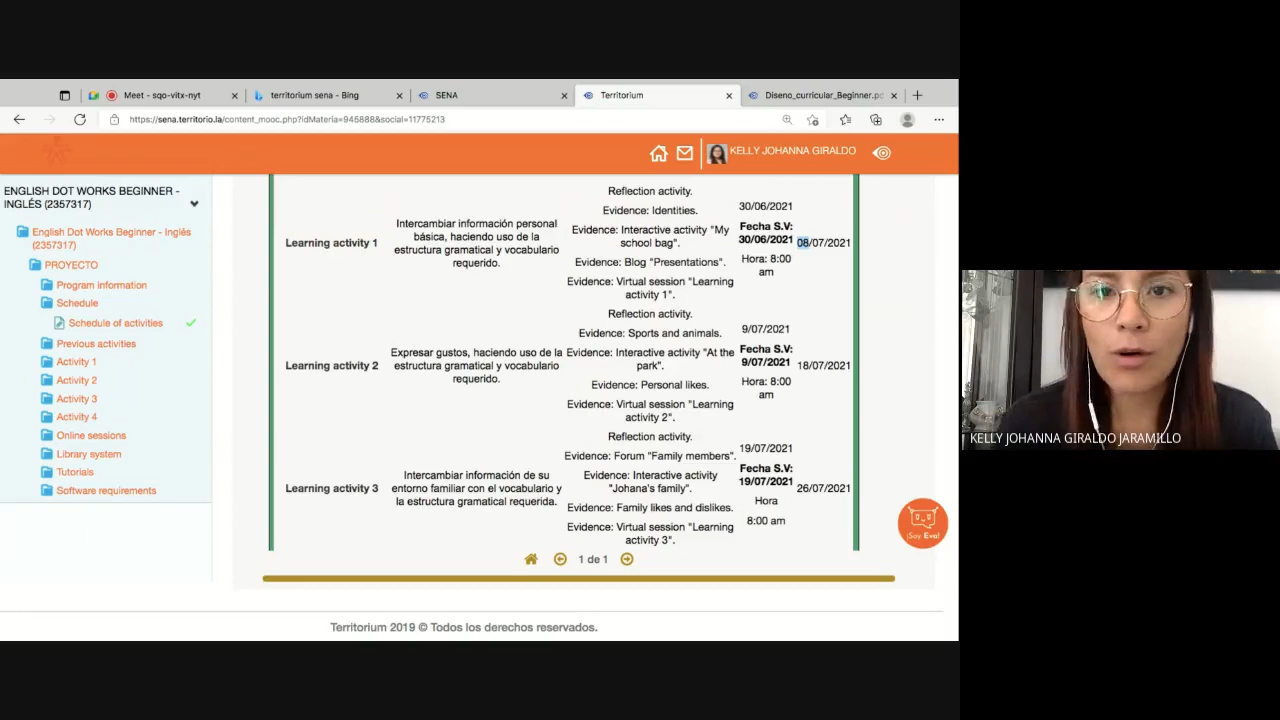 Meet - sqo-vitx-nyt
territorium sena - Bing
SENA
Territorium
Diseno_curricular_Beginner.pd
https://sena.territorio.la/content_mooc.php?idMateria=945888&social=11775213
KELLY JOHANNA GIRALDO
ENGLISH DOT WORKS BEGINNER -
INGLÉS (2357317)
English Dot Works Beginner - Inglés
(2357317)
PROYECTO
Program information
Schedule
Schedule of activities
Previous activities
Activity 1
Activity 2
Activity 3
Activity 4
Online sessions
Library system
Tutorials
Software requirements
Learning activity 1
Intercambiar información personal
básica, haciendo uso de la
estructura gramatical y vocabulario
requerido.
Reflection activity.
Evidence: Identities.
Evidence: Interactive activity "My
school bag".
Evidence: Blog "Presentations".
Evidence: Virtual session "Learning
activity 1".
30/06/2021
Fecha S.V:
30/06/2021
Hora: 8:00
am
08/07/2021
Learning activity 2
Expresar gustos, haciendo uso de la
estructura gramatical y vocabulario
requerido.
Reflection activity.
Evidence: Sports and animals.
Evidence: Interactive activity "At the
park".
Evidence: Personal likes.
Evidence: Virtual session "Learning
activity 2".
9/07/2021
Fecha S.V:
9/07/2021
Hora: 8:00
am
18/07/2021
Learning activity 3
Intercambiar información de su
entorno familiar con el vocabulario y
la estructura gramatical requerida.
Reflection activity.
Evidence: Forum "Family members".
Evidence: Interactive activity
"Johana's family".
Evidence: Family likes and dislikes.
Evidence: Virtual session "Learning
activity 3".
19/07/2021
Fecha S.V:
19/07/2021
Hora
8:00 am
26/07/2021
1 de 1
¡Soy Eva!
Territorium 2019 © Todos los derechos reservados.
KELLY JOHANNA GIRALDO JARAMILLO